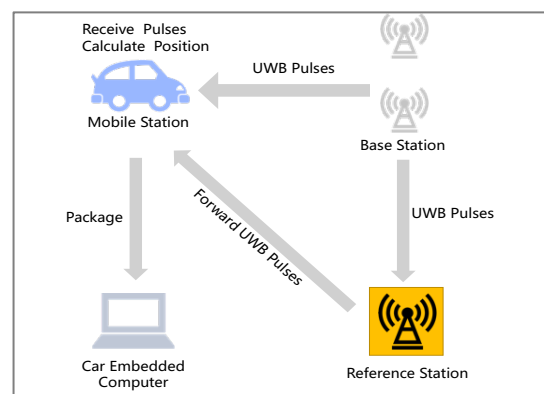 Receive Pulses
Calculate Position
UWB Pulses
Mobile Station
Base Station
Package
Forward UWB Pulses
UWB Pulses
Car Embedded
Computer
Reference Station